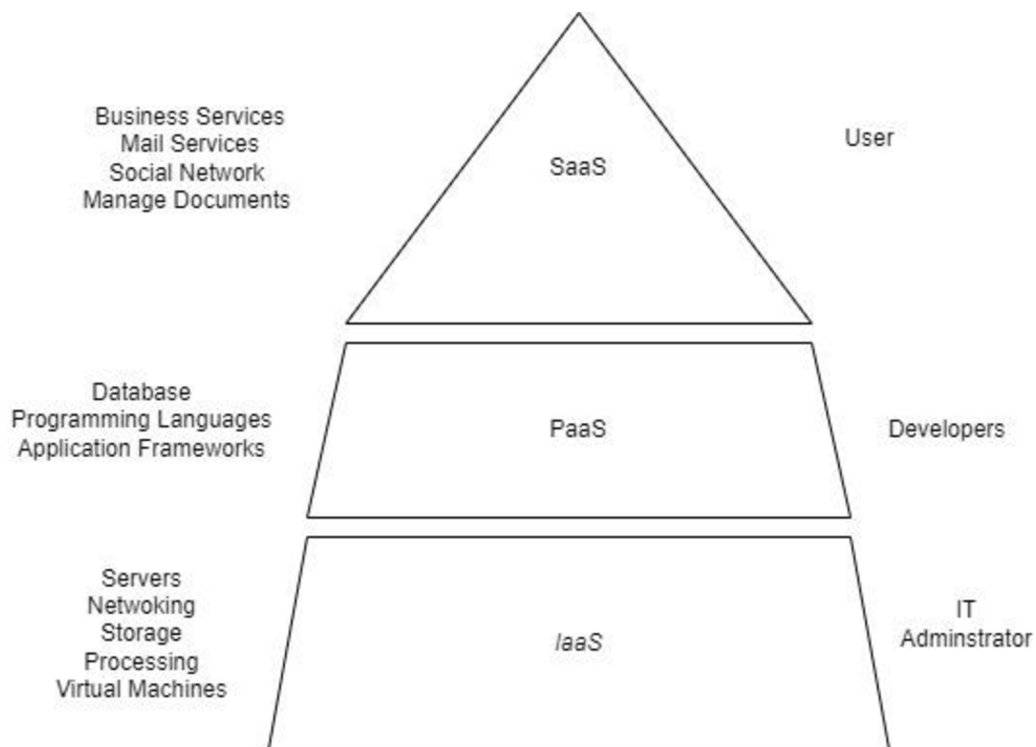 Business Services
Mail Services
Social Network
Manage Documents
SaaS
User
Database
Programming Languages
Application Frameworks
PaaS
Developers
Servers
Netwoking
Storage
Processing
Virtual Machines
IaaS
IT
Adminstrator